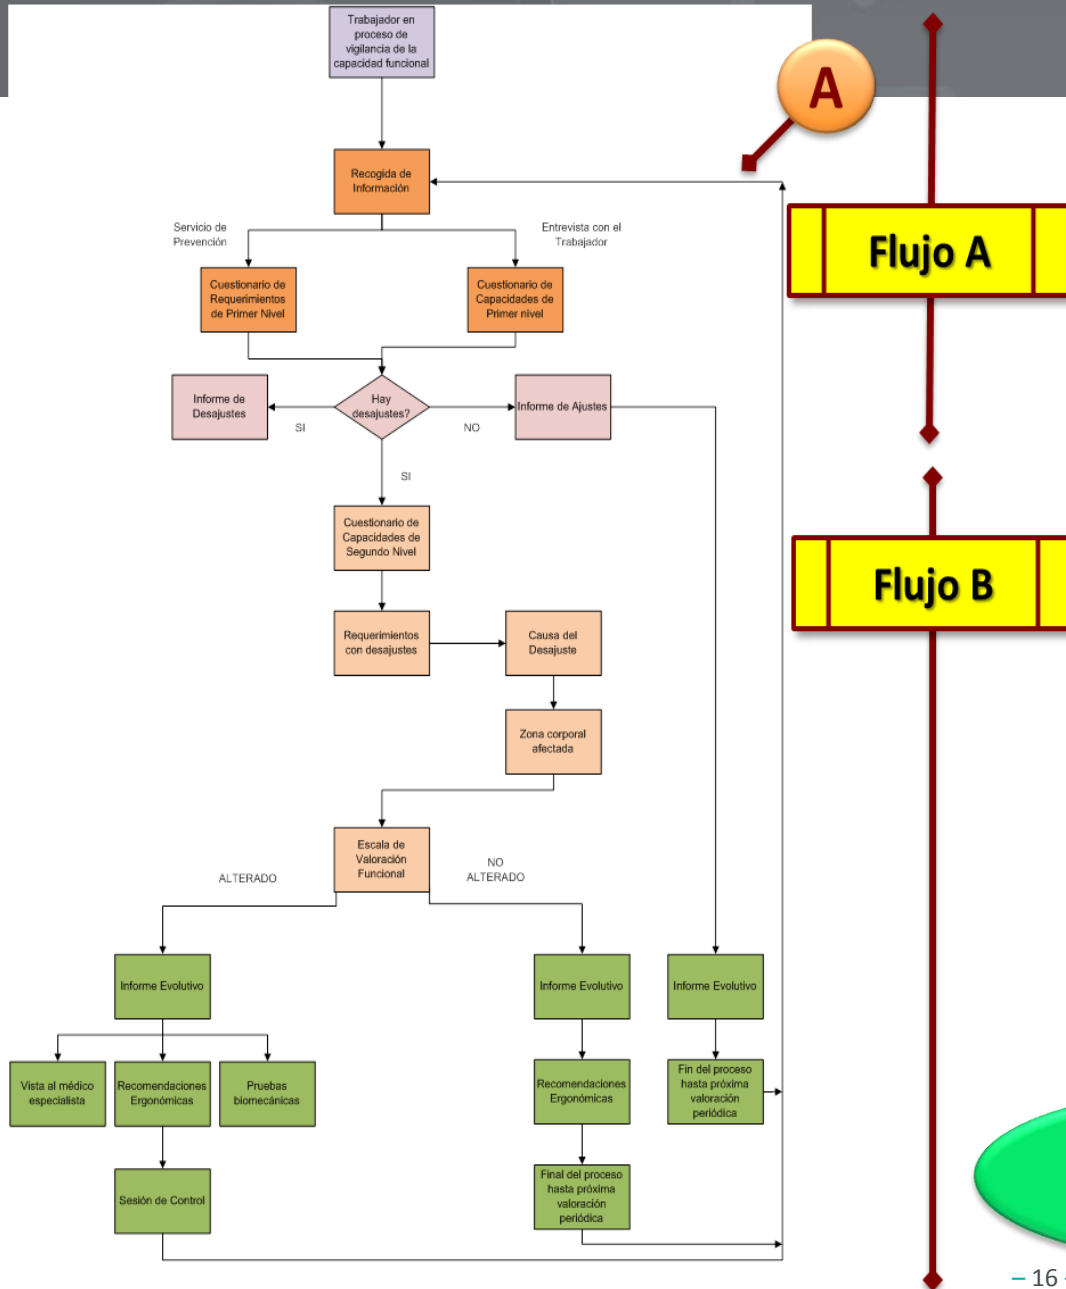 Trabajador en
proceso de
vigilancia de la
capacidad funcional
A
Recogida de
Información
Servicio de
Prevención
Entrevista con el
Trabajador
Flujo A
Cuestionario de
Requerimientos
de Primer Nivel
Cuestionario de
Capacidades de
Primer nivel
Informe de
Desajustes
Hay
desajustes?
Informe de Ajustes
SI
NO
SI
Cuestionario de
Capacidades de
Segundo Nivel
Flujo B
Requerimientos
con desajustes
Causa del
Desajuste
Zona corporal
afectada
Escala de
Valoración
Funcional
ALTERADO
NO
ALTERADO
Informe Evolutivo
Informe Evolutivo
Informe Evolutivo
Vista al médico
especialista
Recomendaciones
Ergonómicas
Pruebas
biomecánicas
Recomendaciones
Ergonómicas
Fin del proceso
hasta próxima
valoración
periódica
Sesión de Control
Final del proceso
hasta próxima
valoración
periódica
– 16 -